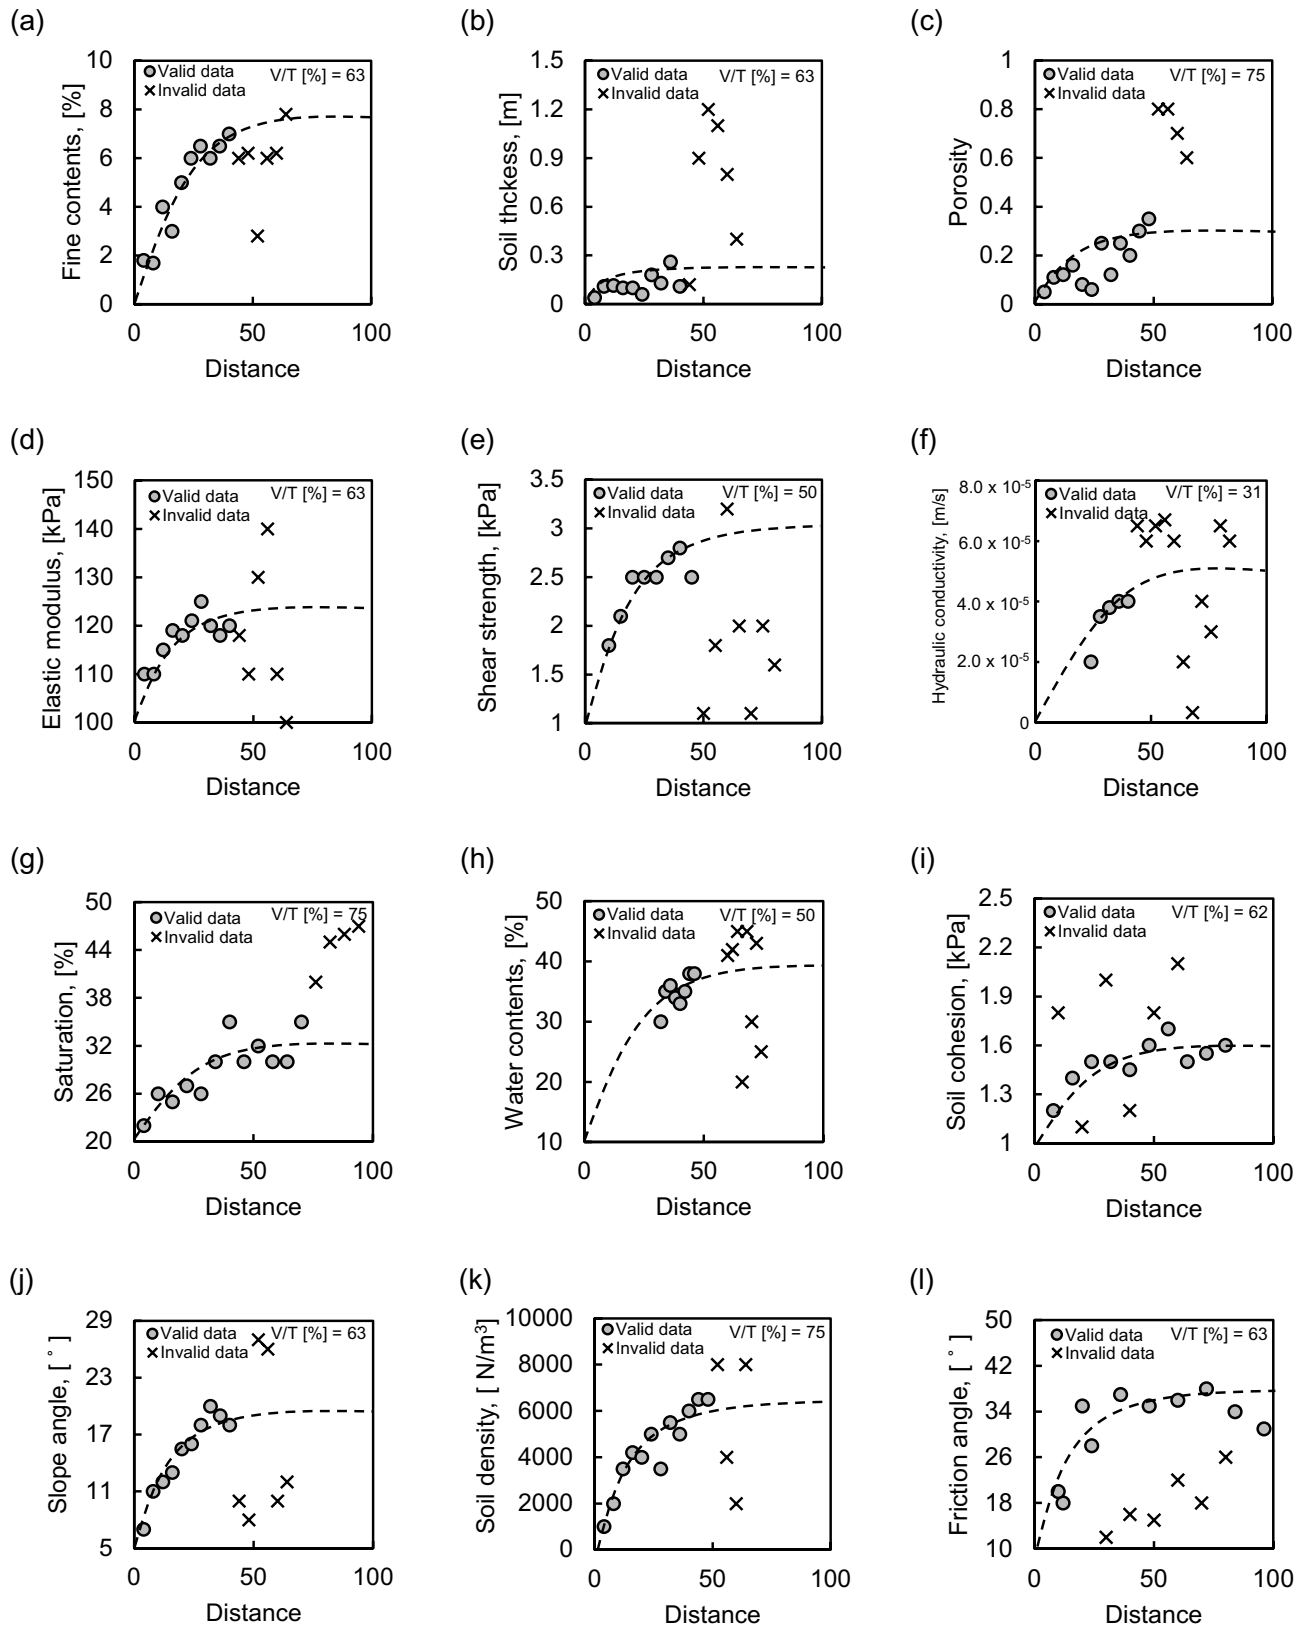 (a)
(b)
(c)
Fine contents, [%]
10
8
6
4
2
0
Valid data
Invalid data
V/T [%] = 63
0 50 100
Distance
Soil thckess, [m]
1.5
1.2
0.9
0.6
0.3
0
Valid data
Invalid data
V/T [%] = 63
0 50 100
Distance
Porosity
1
0.8
0.6
0.4
0.2
0
Valid data
Invalid data
V/T [%] = 75
0 50 100
Distance
(d)
(e)
(f)
Elastic modulus, [kPa]
150
140
130
120
110
100
Valid data
Invalid data
V/T [%] = 63
0 50 100
Distance
Shear strength, [kPa]
3.5
3
2.5
2
1.5
1
Valid data
Invalid data
V/T [%] = 50
0 50 100
Distance
Hydraulic conductivity, [m/s]
8.0 x 10⁻⁵
6.0 x 10⁻⁵
4.0 x 10⁻⁵
2.0 x 10⁻⁵
0
Valid data
Invalid data
V/T [%] = 31
0 50 100
Distance
(g)
(h)
(i)
Saturation, [%]
50
44
38
32
26
20
Valid data
Invalid data
V/T [%] = 75
0 50 100
Distance
Water contents, [%]
50
40
30
20
10
Valid data
Invalid data
V/T [%] = 50
0 50 100
Distance
Soil cohesion, [kPa]
2.5
2.2
1.9
1.6
1.3
1
Valid data
Invalid data
V/T [%] = 62
0 50 100
Distance
(j)
(k)
(l)
Slope angle, [ ˚ ]
29
23
17
11
5
Valid data
Invalid data
V/T [%] = 63
0 50 100
Distance
Soil density, [ N/m³]
10000
8000
6000
4000
2000
0
Valid data
Invalid data
V/T [%] = 75
0 50 100
Distance
Friction angle, [ ˚ ]
50
42
34
26
18
10
Valid data
Invalid data
V/T [%] = 63
0 50 100
Distance